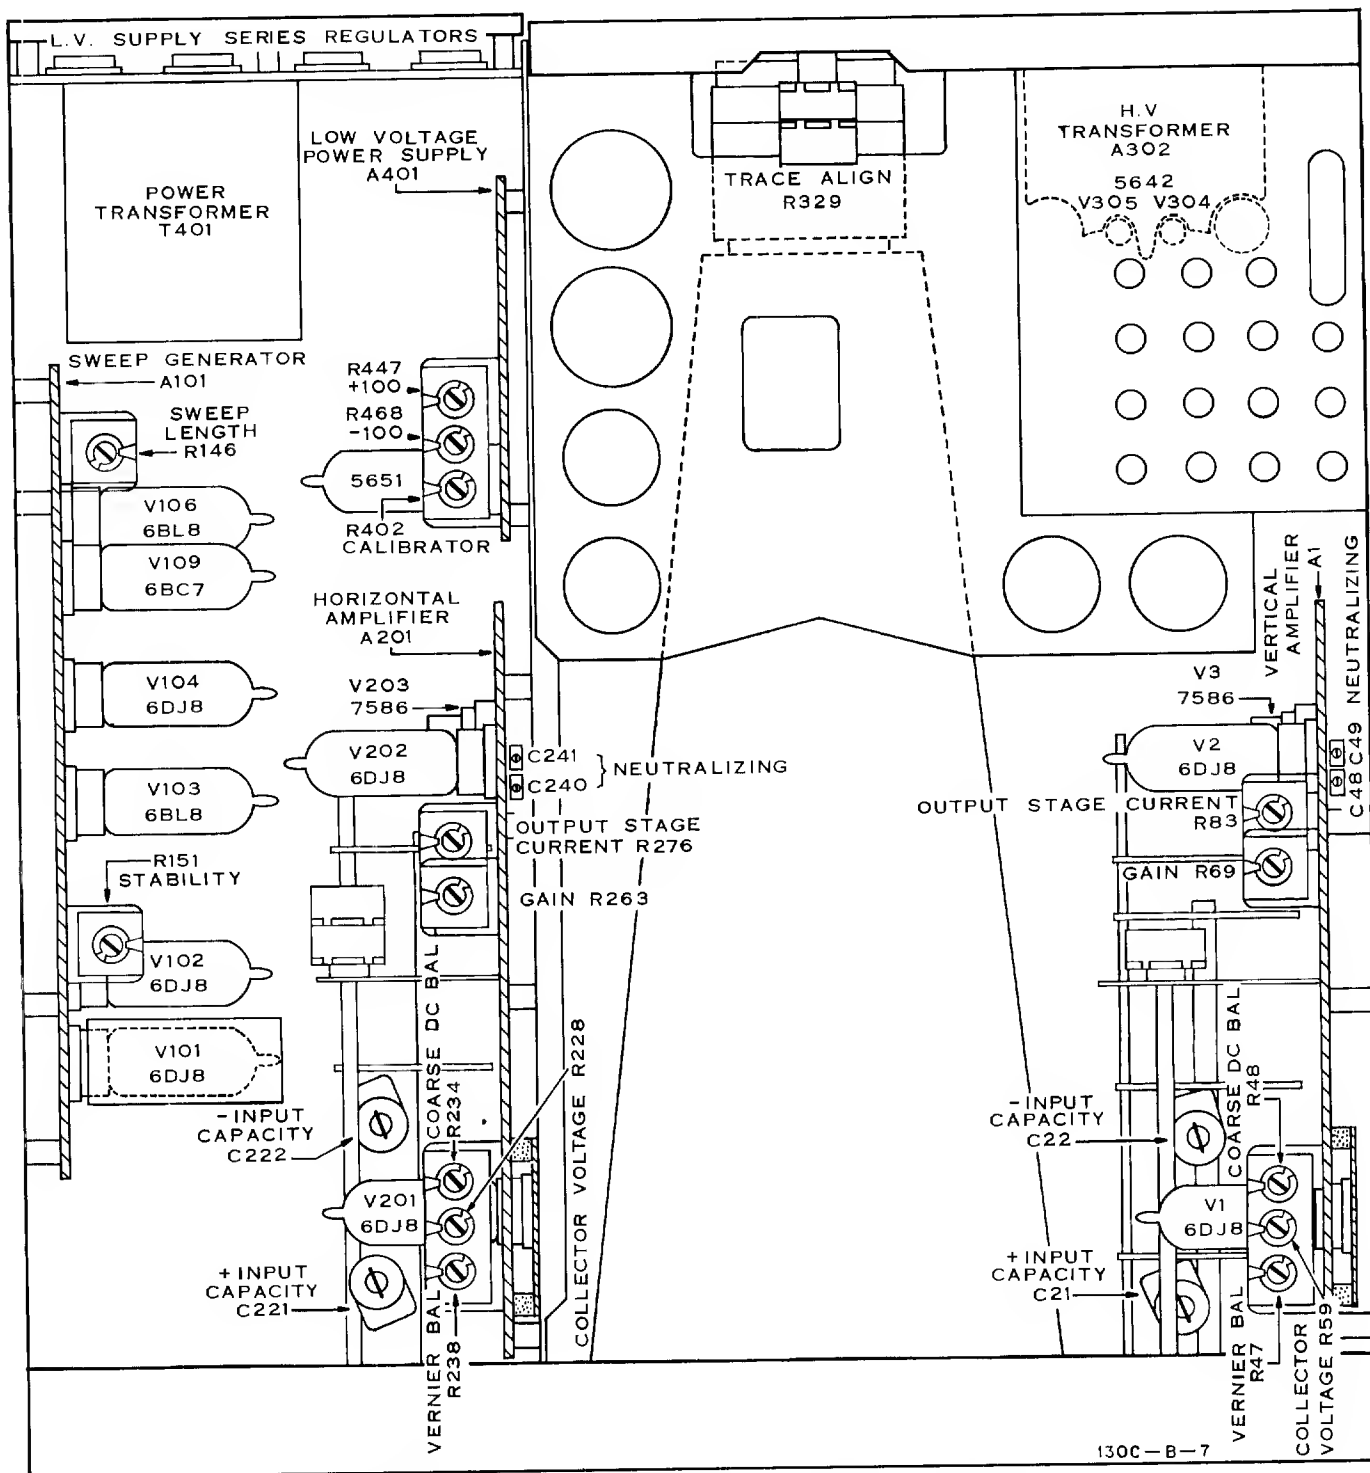 L.V. SUPPLY SERIES REGULATORS
POWER
TRANSFORMER
T401
LOW VOLTAGE
POWER SUPPLY
A401
TRACE ALIGN
R329
H.V
TRANSFORMER
A302
5642
V305 V304
SWEEP GENERATOR
A101
SWEEP
LENGTH
R146
R447
+100
R468
-100
5651
R402
CALIBRATOR
V106
6BL8
V109
6BC7
V104
6DJ8
V103
6BL8
R151
STABILITY
V102
6DJ8
V101
6DJ8
HORIZONTAL
AMPLIFIER
A201
V203
7586
V202
6DJ8
C241
C240
NEUTRALIZING
OUTPUT STAGE
CURRENT R276
GAIN R263
COARSE DC BAL
R234
COLLECTOR VOLTAGE R228
-INPUT
CAPACITY
C222
V201
6DJ8
+INPUT
CAPACITY
C221
VERNIER BAL
R238
VERTICAL
AMPLIFIER
A1
C48 C49 NEUTRALIZING
V3
7586
V2
6DJ8
OUTPUT STAGE CURRENT
R83
GAIN R69
COARSE DC BAL
R48
-INPUT
CAPACITY
C22
V1
6DJ8
+INPUT
CAPACITY
C21
VERNIER BAL
R47
COLLECTOR
VOLTAGE R59
130C-B-7